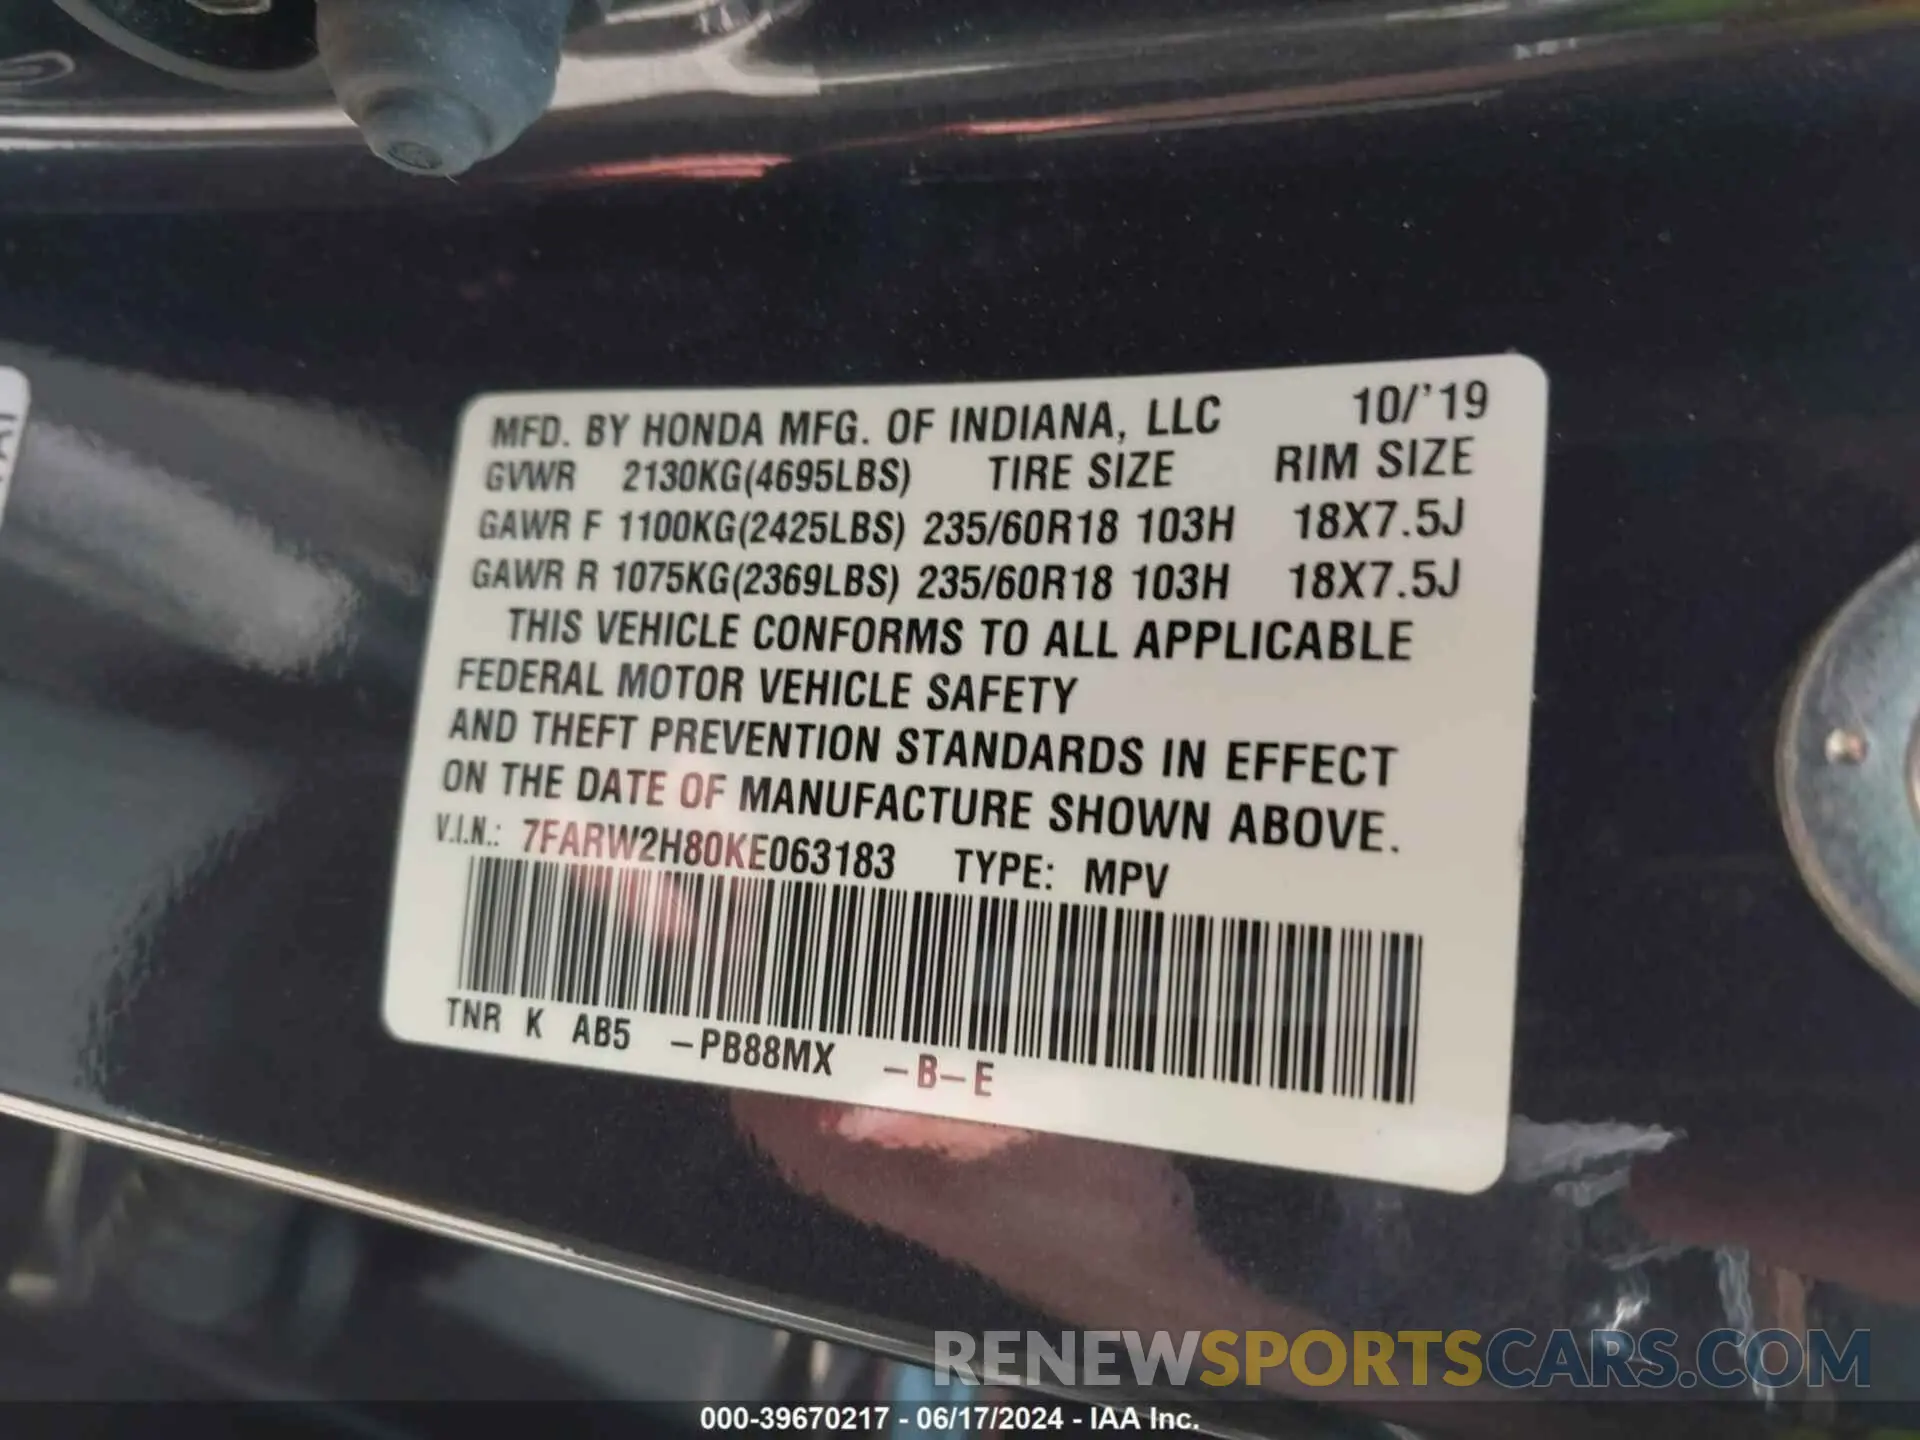 MFD. BY HONDA MFG. OF INDIANA, LLC 10/'19
GVWR 2130KG(4695LBS) TIRE SIZE RIM SIZE
GAWR F 1100KG(2425LBS) 235/60R18 103H 18X7.5J
GAWR R 1075KG(2369LBS) 235/60R18 103H 18X7.5J
THIS VEHICLE CONFORMS TO ALL APPLICABLE
FEDERAL MOTOR VEHICLE SAFETY
AND THEFT PREVENTION STANDARDS IN EFFECT
ON THE DATE OF MANUFACTURE SHOWN ABOVE.
V.I.N.: 7FARW2H80KE063183 TYPE: MPV
TNR K AB5 –PB88MX –B–E
RENEWSPORTSCARS.COM
000-39670217 - 06/17/2024 - IAA Inc.